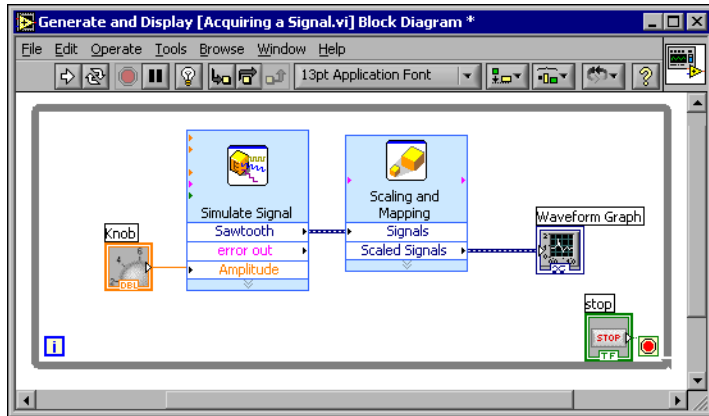 Generate and Display [Acquiring a Signal.vi] Block Diagram *
File Edit Operate Tools Browse Window Help
13pt Application Font
Simulate Signal
Sawtooth
error out
Amplitude
Scaling and
Mapping
Signals
Scaled Signals
Knob
DBL
Waveform Graph
stop
STOP
TF
i